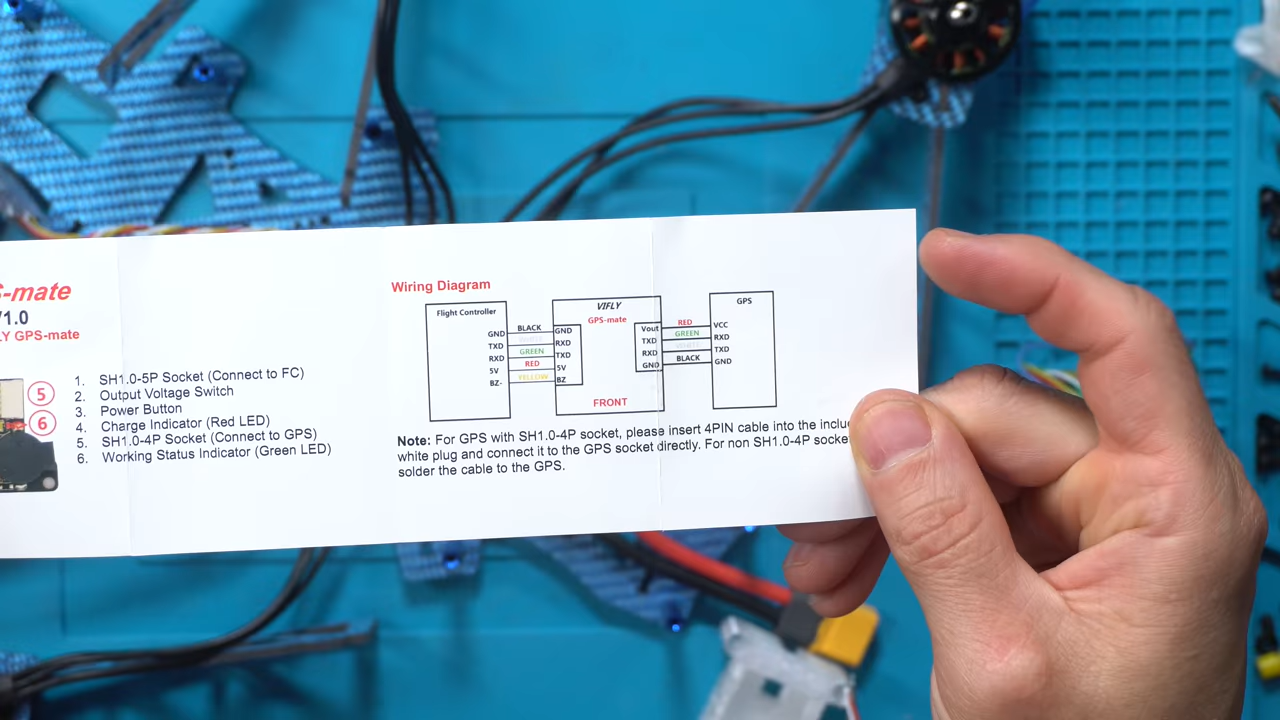 S-mate
V1.0
LY GPS-mate
5
6
1. SH1.0-5P Socket (Connect to FC)
2. Output Voltage Switch
3. Power Button
4. Charge Indicator (Red LED)
5. SH1.0-4P Socket (Connect to GPS)
6. Working Status Indicator (Green LED)
Wiring Diagram
Flight Controller
GND
TXD
RXD
5V
BZ-
BLACK
WHITE
GREEN
RED
YELLOW
VIFLY
GPS-mate
GND
RXD
TXD
5V
BZ
Vout
TXD
RXD
GND
FRONT
RED
GREEN
WHITE
BLACK
GPS
VCC
RXD
TXD
GND
Note: For GPS with SH1.0-4P socket, please insert 4PIN cable into the inclu
white plug and connect it to the GPS socket directly. For non SH1.0-4P socke
solder the cable to the GPS.